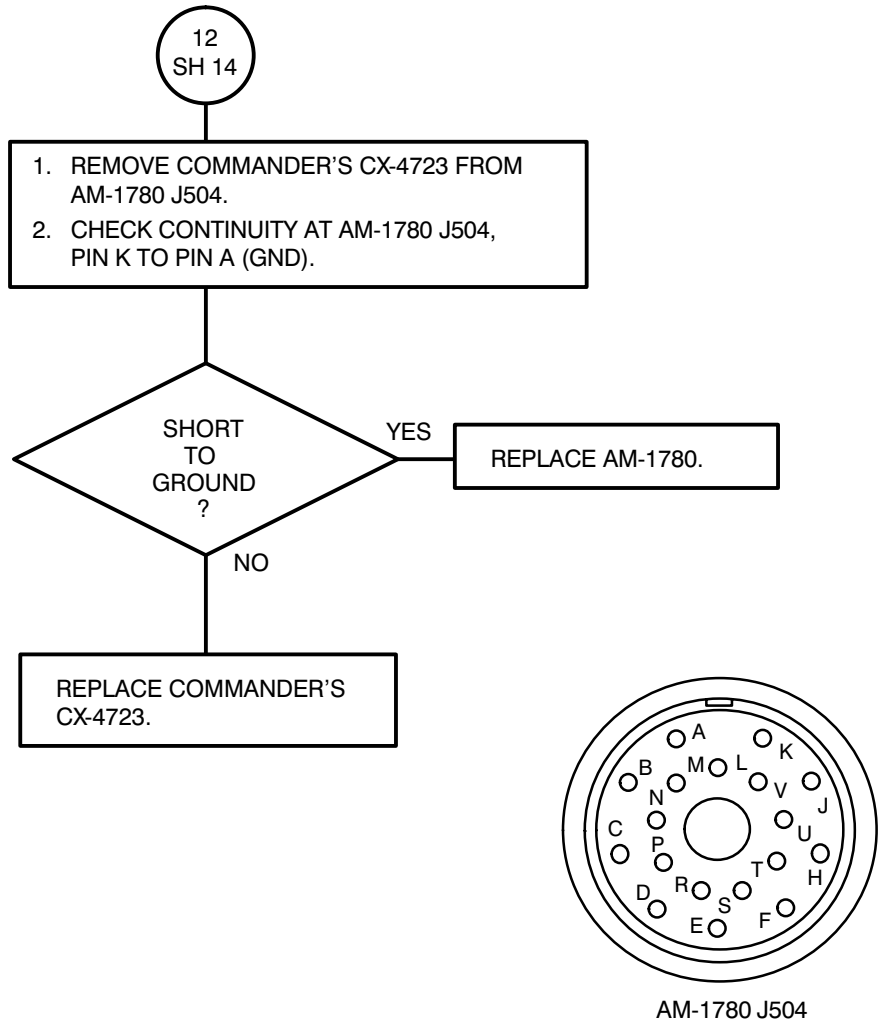 12
SH 14
1. REMOVE COMMANDER'S CX-4723 FROM
AM-1780 J504.
2. CHECK CONTINUITY AT AM-1780 J504,
PIN K TO PIN A (GND).
SHORT
TO
GROUND
?
YES
REPLACE AM-1780.
NO
REPLACE COMMANDER'S
CX-4723.
A
K
B
M
L
V
J
N
C
P
U
H
T
R
S
D
E
F
AM-1780 J504